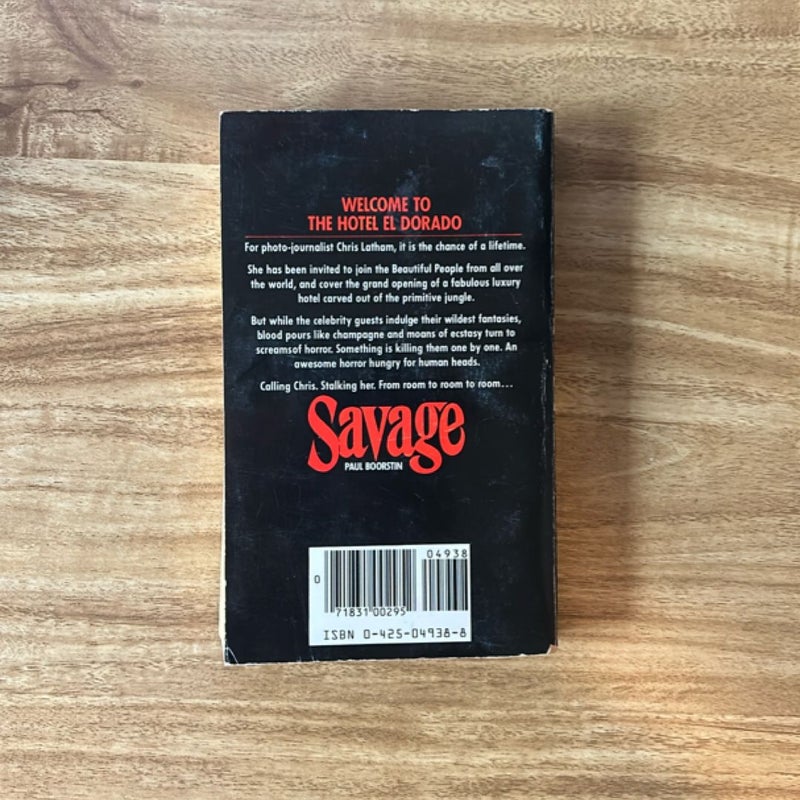 WELCOME TO
THE HOTEL EL DORADO
For photo-journalist Chris Latham, it is the chance of a lifetime.
She has been invited to join the Beautiful People from all over
the world, and cover the grand opening of a fabulous luxury
hotel carved out of the primitive jungle.
But while the celebrity guests indulge their wildest fantasies,
blood pours like champagne and moans of ecstasy turn to
screamsof horror. Something is killing them one by one. An
awesome horror hungry for human heads.
Calling Chris. Stalking her. From room to room to room...
Savage
PAUL BOORSTIN
04938
0
71831 00295
ISBN 0-425-04938-8